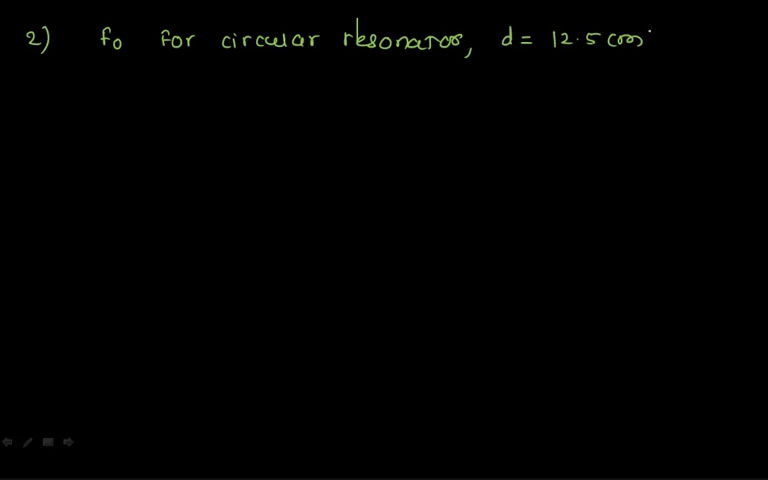 2) f₀ for circular resonator, d = 12.5 cm